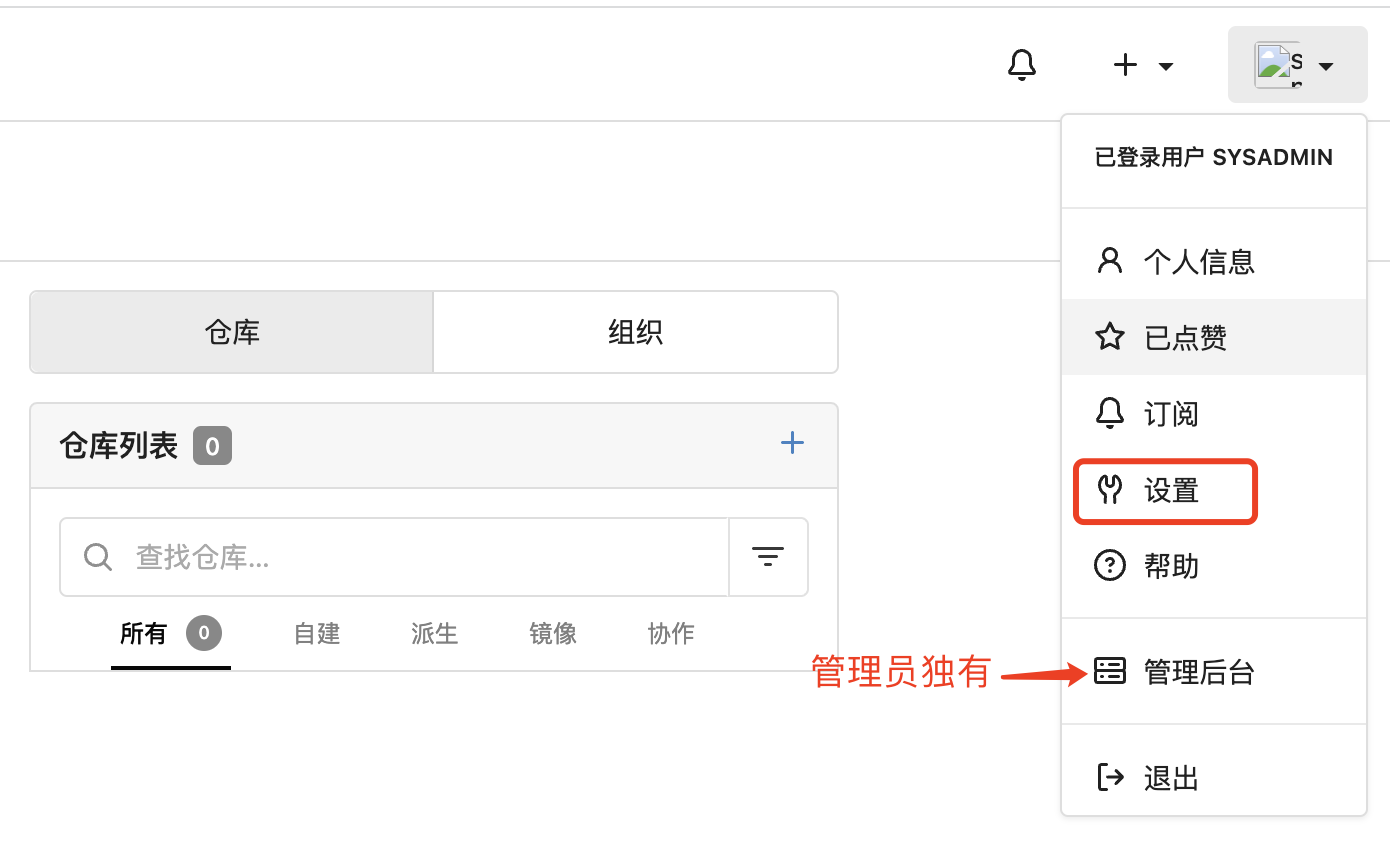 已登录用户 SYSADMIN
个人信息
已点赞
订阅
设置
帮助
管理员独有
管理后台
退出
仓库
组织
仓库列表 0
查找仓库...
所有 0 自建 派生 镜像 协作